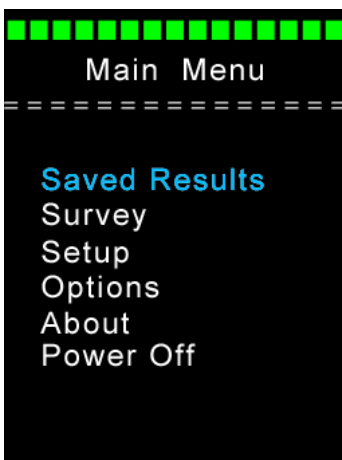 Main Menu
===============
Saved Results
Survey
Setup
Options
About
Power Off